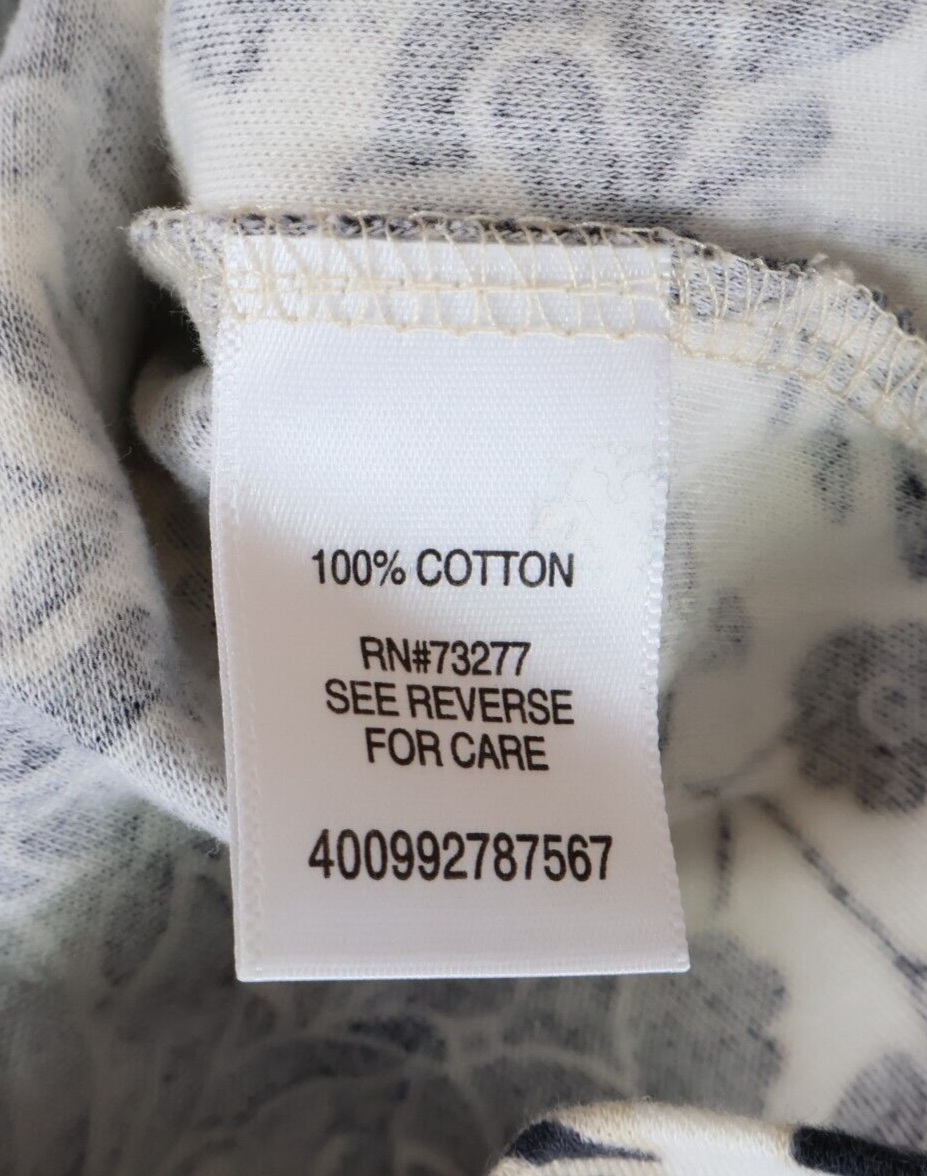 100% COTTON
RN#73277
SEE REVERSE
FOR CARE
400992787567